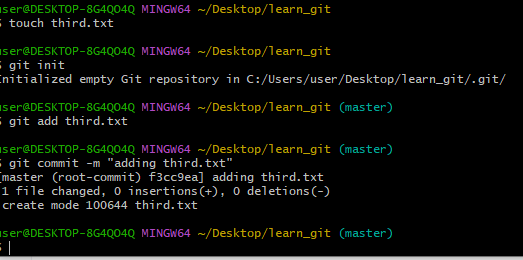 user@DESKTOP-8G4QO4Q MINGW64 ~/Desktop/learn_git
$ touch third.txt

user@DESKTOP-8G4QO4Q MINGW64 ~/Desktop/learn_git
$ git init
Initialized empty Git repository in C:/Users/user/Desktop/learn_git/.git/

user@DESKTOP-8G4QO4Q MINGW64 ~/Desktop/learn_git (master)
$ git add third.txt

user@DESKTOP-8G4QO4Q MINGW64 ~/Desktop/learn_git (master)
$ git commit -m "adding third.txt"
[master (root-commit) f3cc9ea] adding third.txt
1 file changed, 0 insertions(+), 0 deletions(-)
create mode 100644 third.txt

user@DESKTOP-8G4QO4Q MINGW64 ~/Desktop/learn_git (master)
$